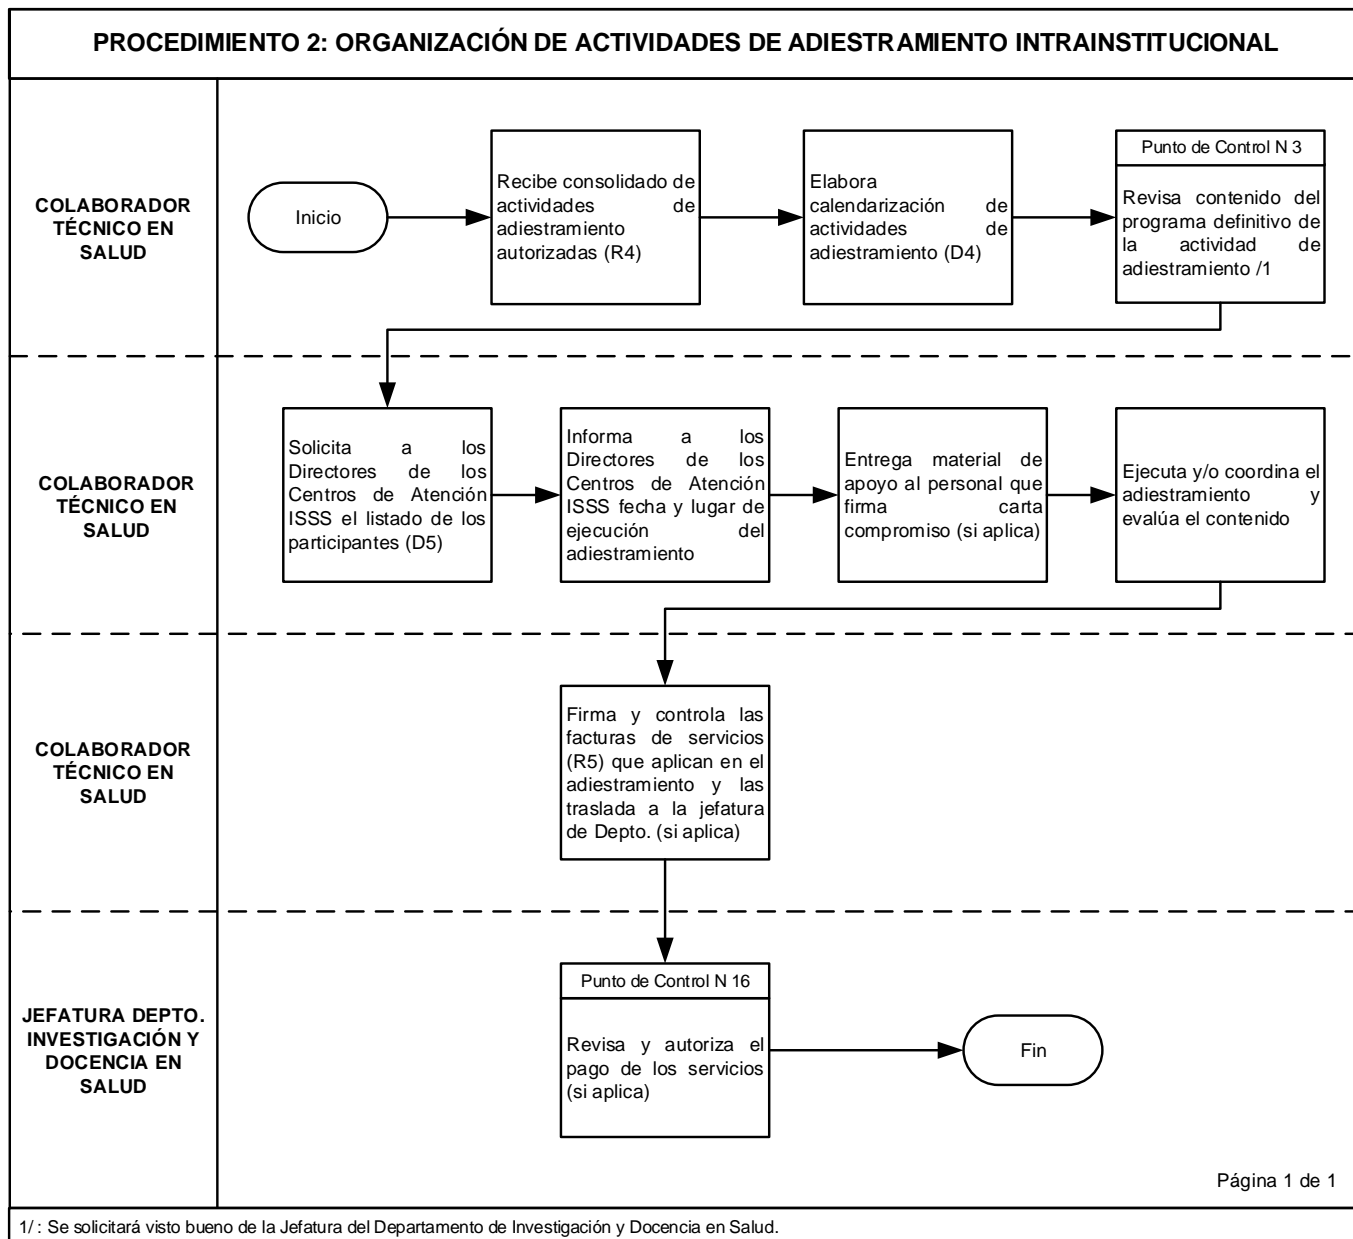 PROCEDIMIENTO 2: ORGANIZACIÓN DE ACTIVIDADES DE ADIESTRAMIENTO INTRAINSTITUCIONAL
COLABORADOR
TÉCNICO EN
SALUD
Inicio
Recibe consolidado de
actividades de
adiestramiento
autorizadas (R4)
Elabora
calendarización de
actividades de
adiestramiento (D4)
Punto de Control N 3
Revisa contenido del
programa definitivo de
la actividad de
adiestramiento /1
COLABORADOR
TÉCNICO EN
SALUD
Solicita a los
Directores de los
Centros de Atención
ISSS el listado de los
participantes (D5)
Informa a los
Directores de los
Centros de Atención
ISSS fecha y lugar de
ejecución del
adiestramiento
Entrega material de
apoyo al personal que
firma carta
compromiso (si aplica)
Ejecuta y/o coordina el
adiestramiento y
evalúa el contenido
COLABORADOR
TÉCNICO EN
SALUD
Firma y controla las
facturas de servicios
(R5) que aplican en el
adiestramiento y las
traslada a la jefatura
de Depto. (si aplica)
JEFATURA DEPTO.
INVESTIGACIÓN Y
DOCENCIA EN
SALUD
Punto de Control N 16
Revisa y autoriza el
pago de los servicios
(si aplica)
Fin
Página 1 de 1
1/ : Se solicitará visto bueno de la Jefatura del Departamento de Investigación y Docencia en Salud.